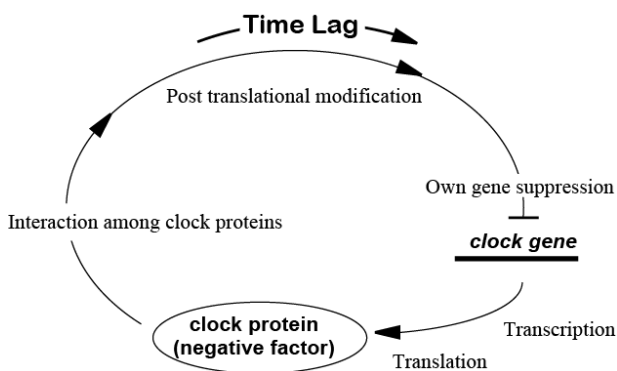 Time Lag
Post translational modification
Own gene suppression
Interaction among clock proteins
clock gene
clock protein
(negative factor)
Transcription
Translation